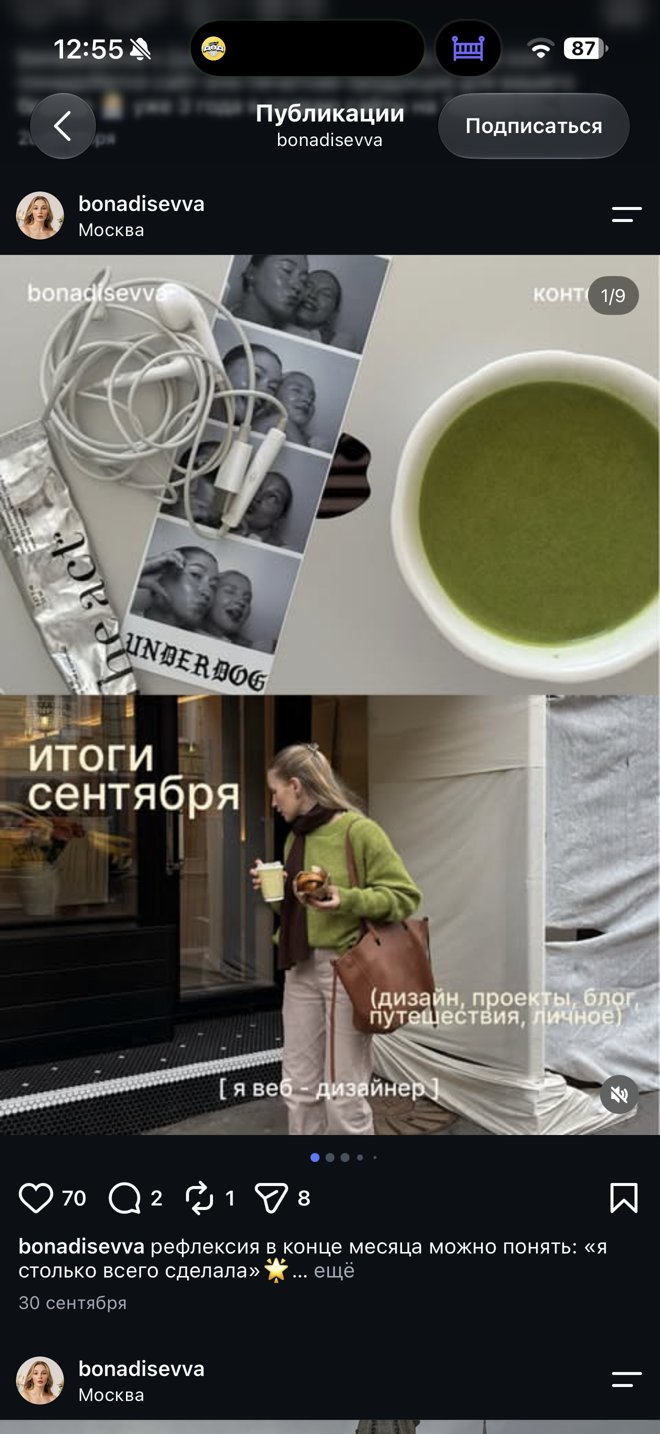 12:55
87
Публикации
bonadisevva
Подписаться
bonadisevva
Москва
bonadisevva
1/9
he act
UNDERDOG
итоги
сентября
(дизайн, проекты, блог,
путешествия, личное)
[ я веб - дизайнер ]
70
2
1
8
bonadisevva рефлексия в конце месяца можно понять: «я
столько всего сделала»🌟... ещё
30 сентября
bonadisevva
Москва